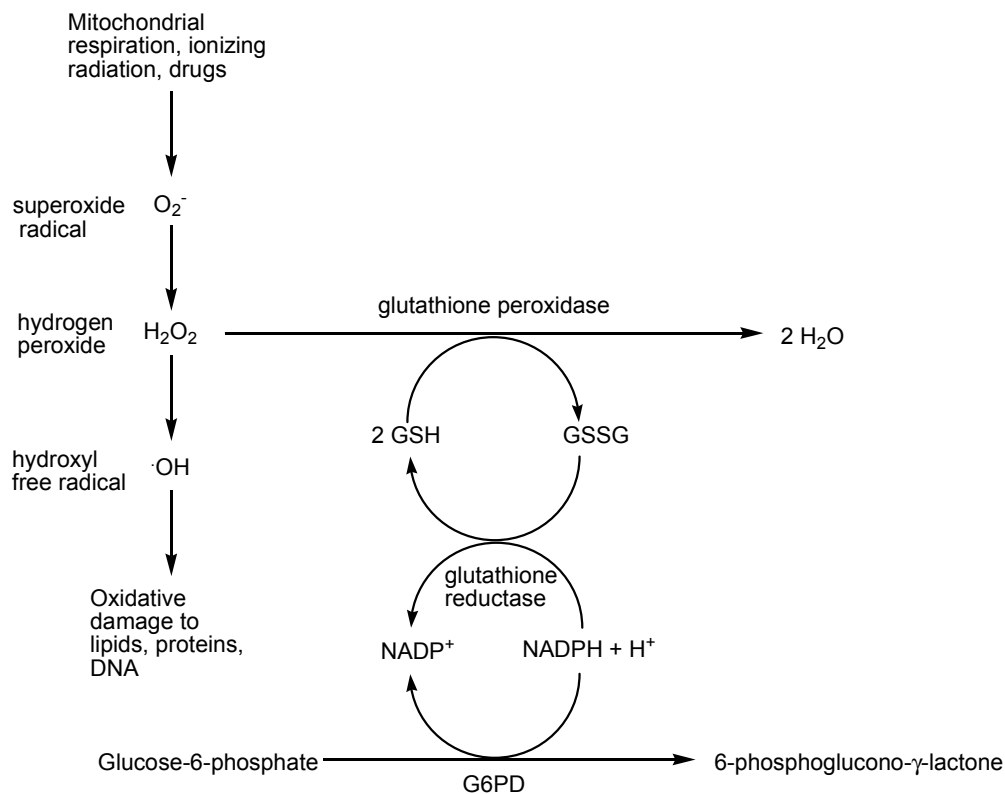 Mitochondrial
respiration, ionizing
radiation, drugs
superoxide
radical
O₂⁻
hydrogen
peroxide
H₂O₂
glutathione peroxidase
2 H₂O
2 GSH
GSSG
hydroxyl
free radical
·OH
glutathione
reductase
Oxidative
damage to
lipids, proteins,
DNA
NADP⁺
NADPH + H⁺
Glucose-6-phosphate
G6PD
6-phosphoglucono-γ-lactone